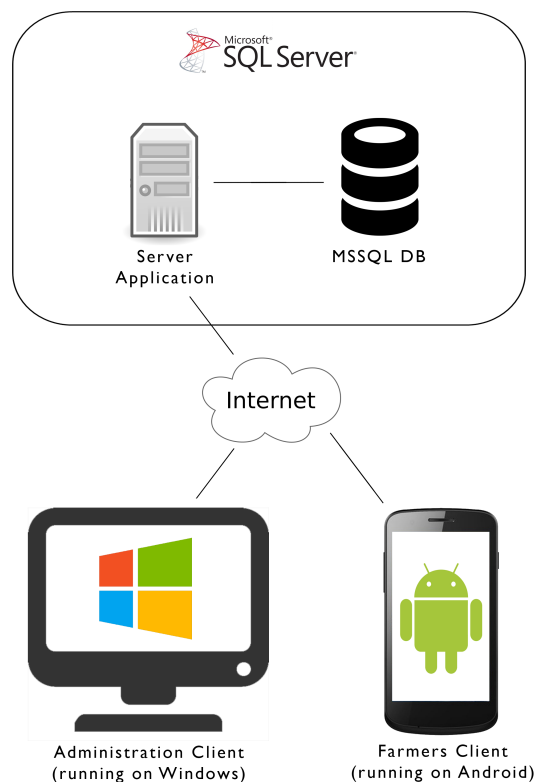 Microsoft®
SQL Server®
Server
Application
MSSQL DB
Internet
Administration Client
(running on Windows)
Farmers Client
(running on Android)